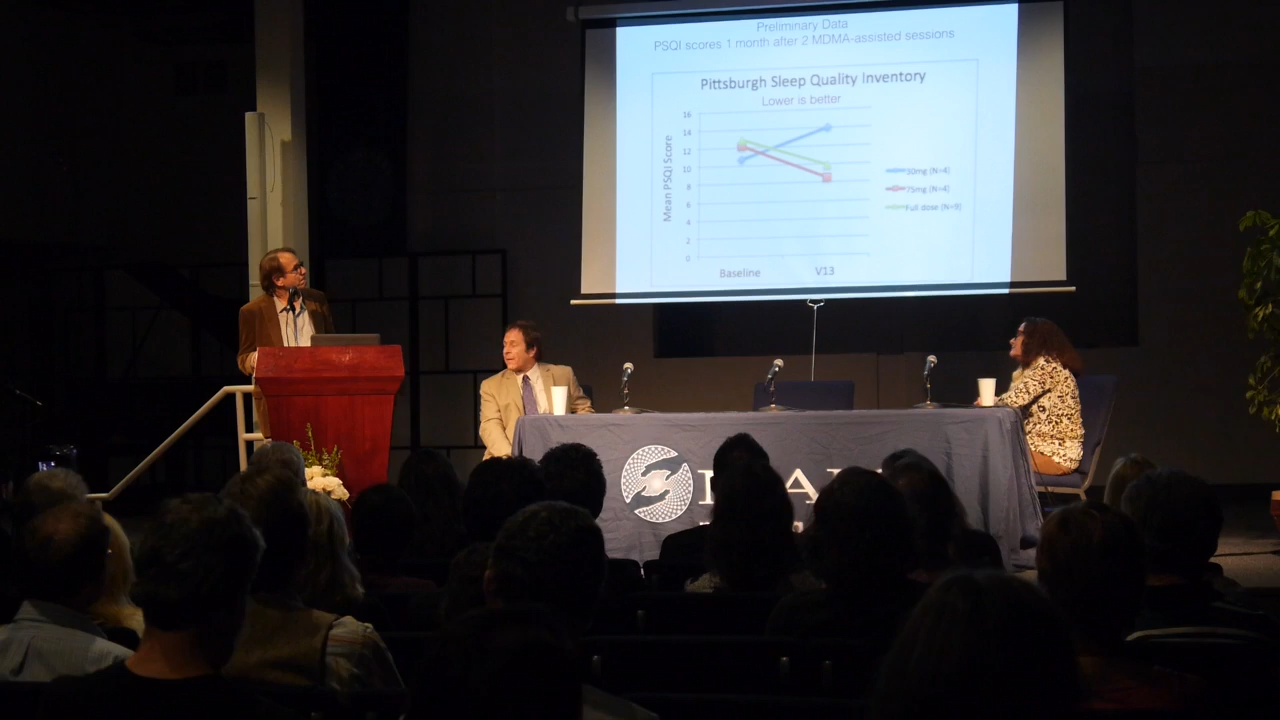 Preliminary Data
PSQI scores 1 month after 2 MDMA-assisted sessions
Pittsburgh Sleep Quality Inventory
Lower is better
Mean PSQI Score
16
14
12
10
8
6
4
2
0
30mg (N=4)
75mg (N=4)
Full dose (N=9)
Baseline V13